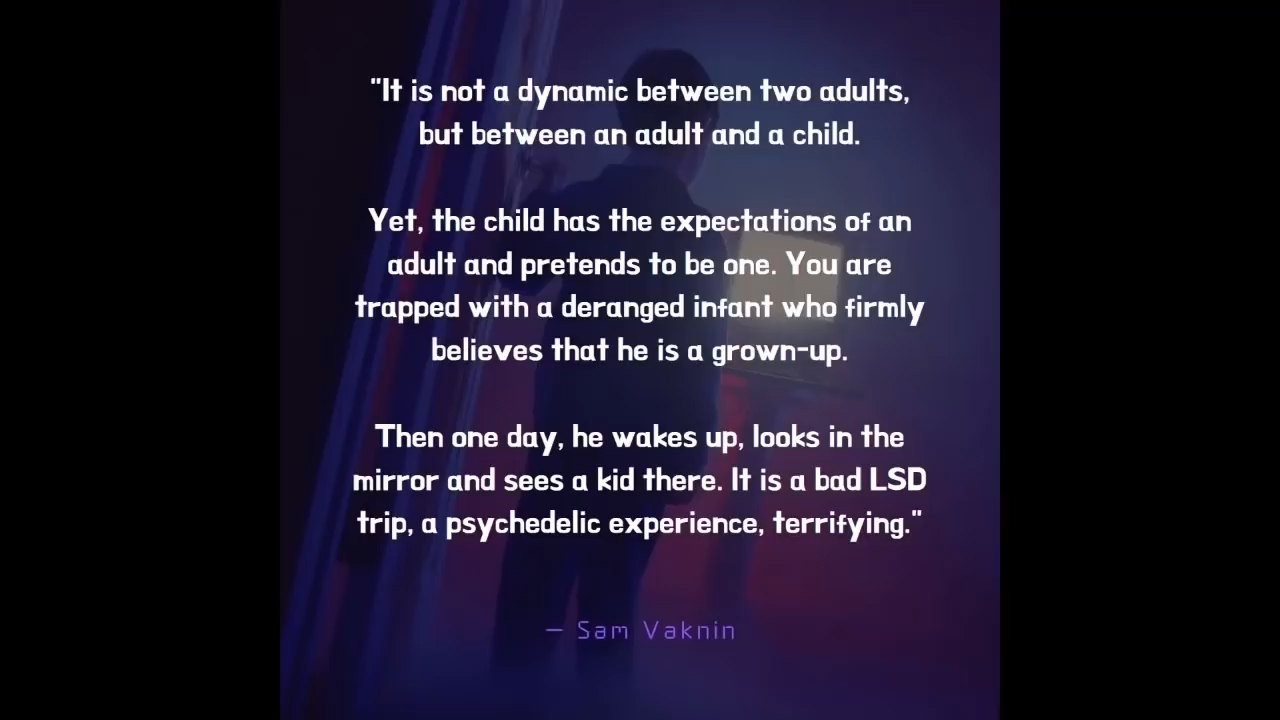 "It is not a dynamic between two adults,
but between an adult and a child.
Yet, the child has the expectations of an
adult and pretends to be one. You are
trapped with a deranged infant who firmly
believes that he is a grown-up.
Then one day, he wakes up, looks in the
mirror and sees a kid there. It is a bad LSD
trip, a psychedelic experience, terrifying."
— Sam Vaknin